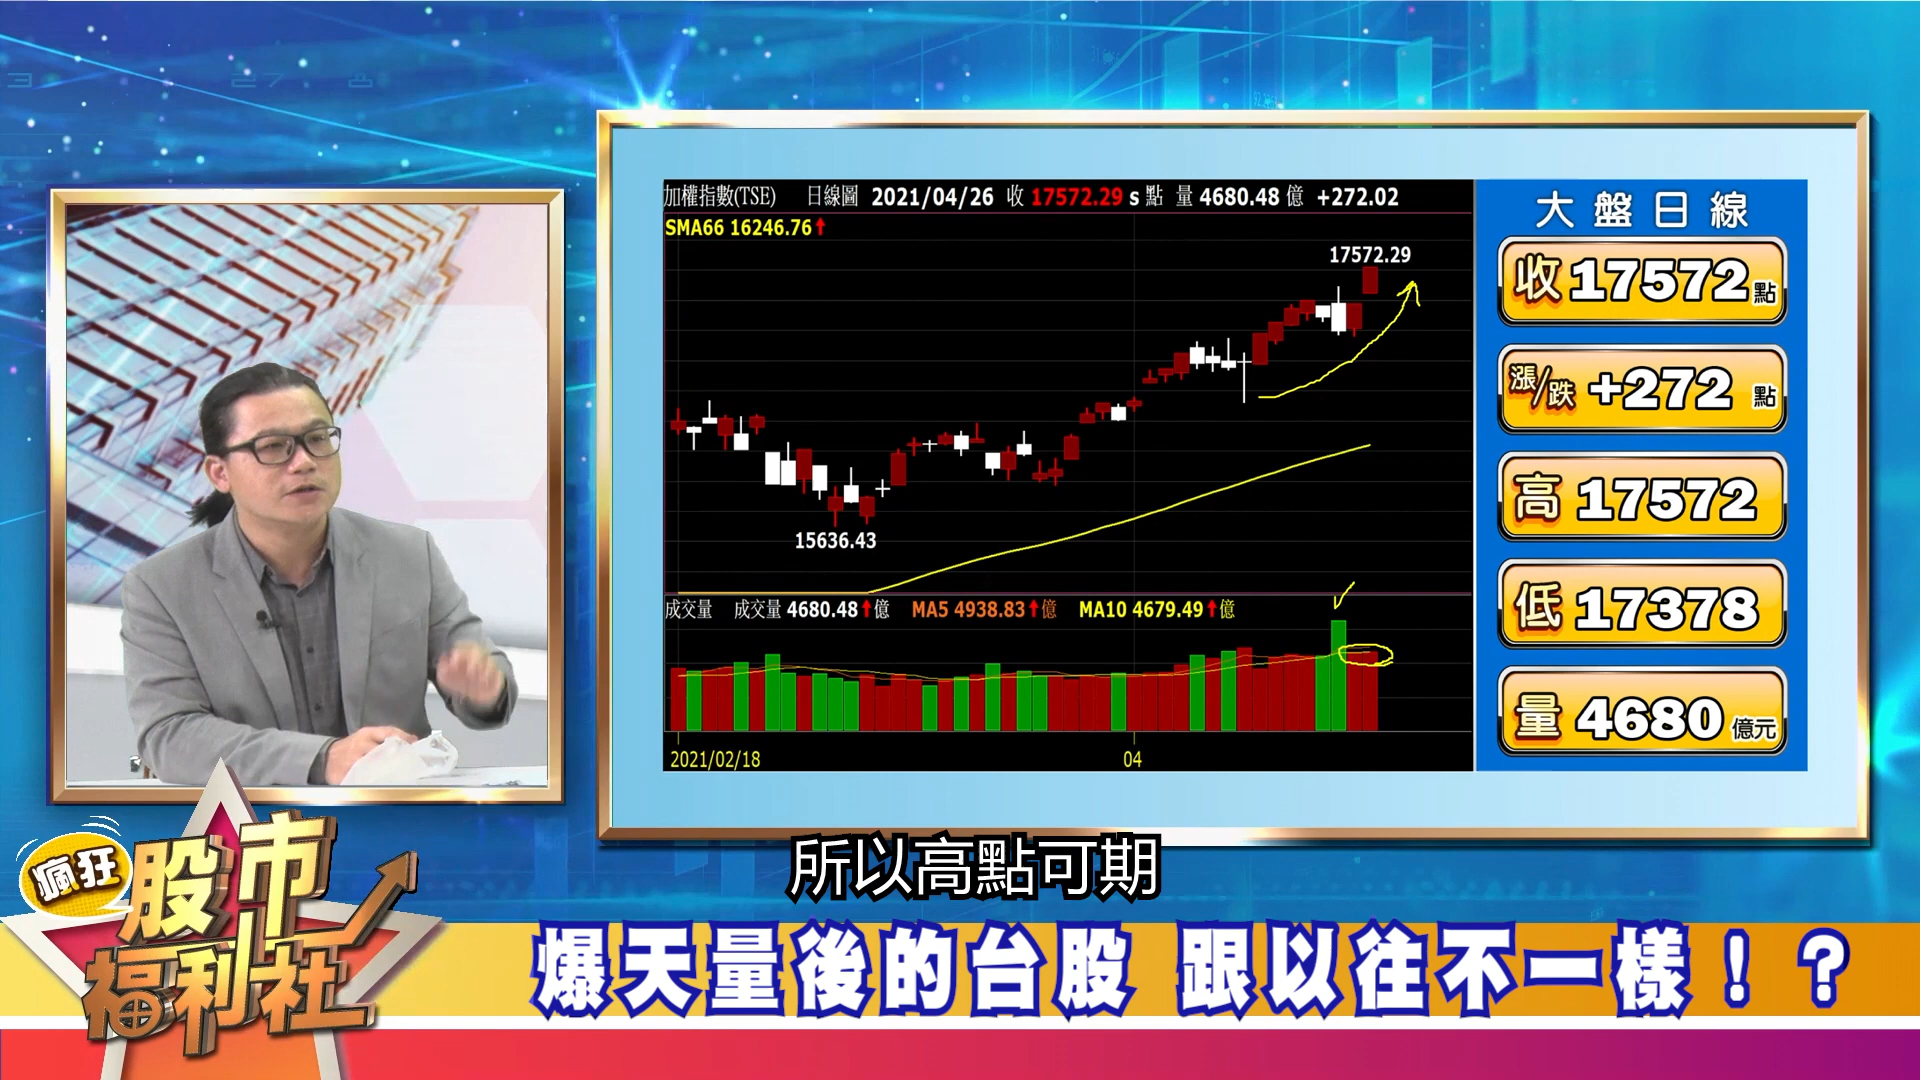 加權指數(TSE) 日線圖 2021/04/26 收 17572.29 s 點 量 4680.48 億 +272.02
SMA66 16246.76↑
17572.29
15636.43
成交量 成交量 4680.48↑億 MA5 4938.83↑億 MA10 4679.49↑億
2021/02/18 04
大盤日線
收 17572 點
漲/跌 +272 點
高 17572
低 17378
量 4680 億元
所以高點可期
瘋狂
股市
福利社
爆天量後的台股 跟以往不一樣！？